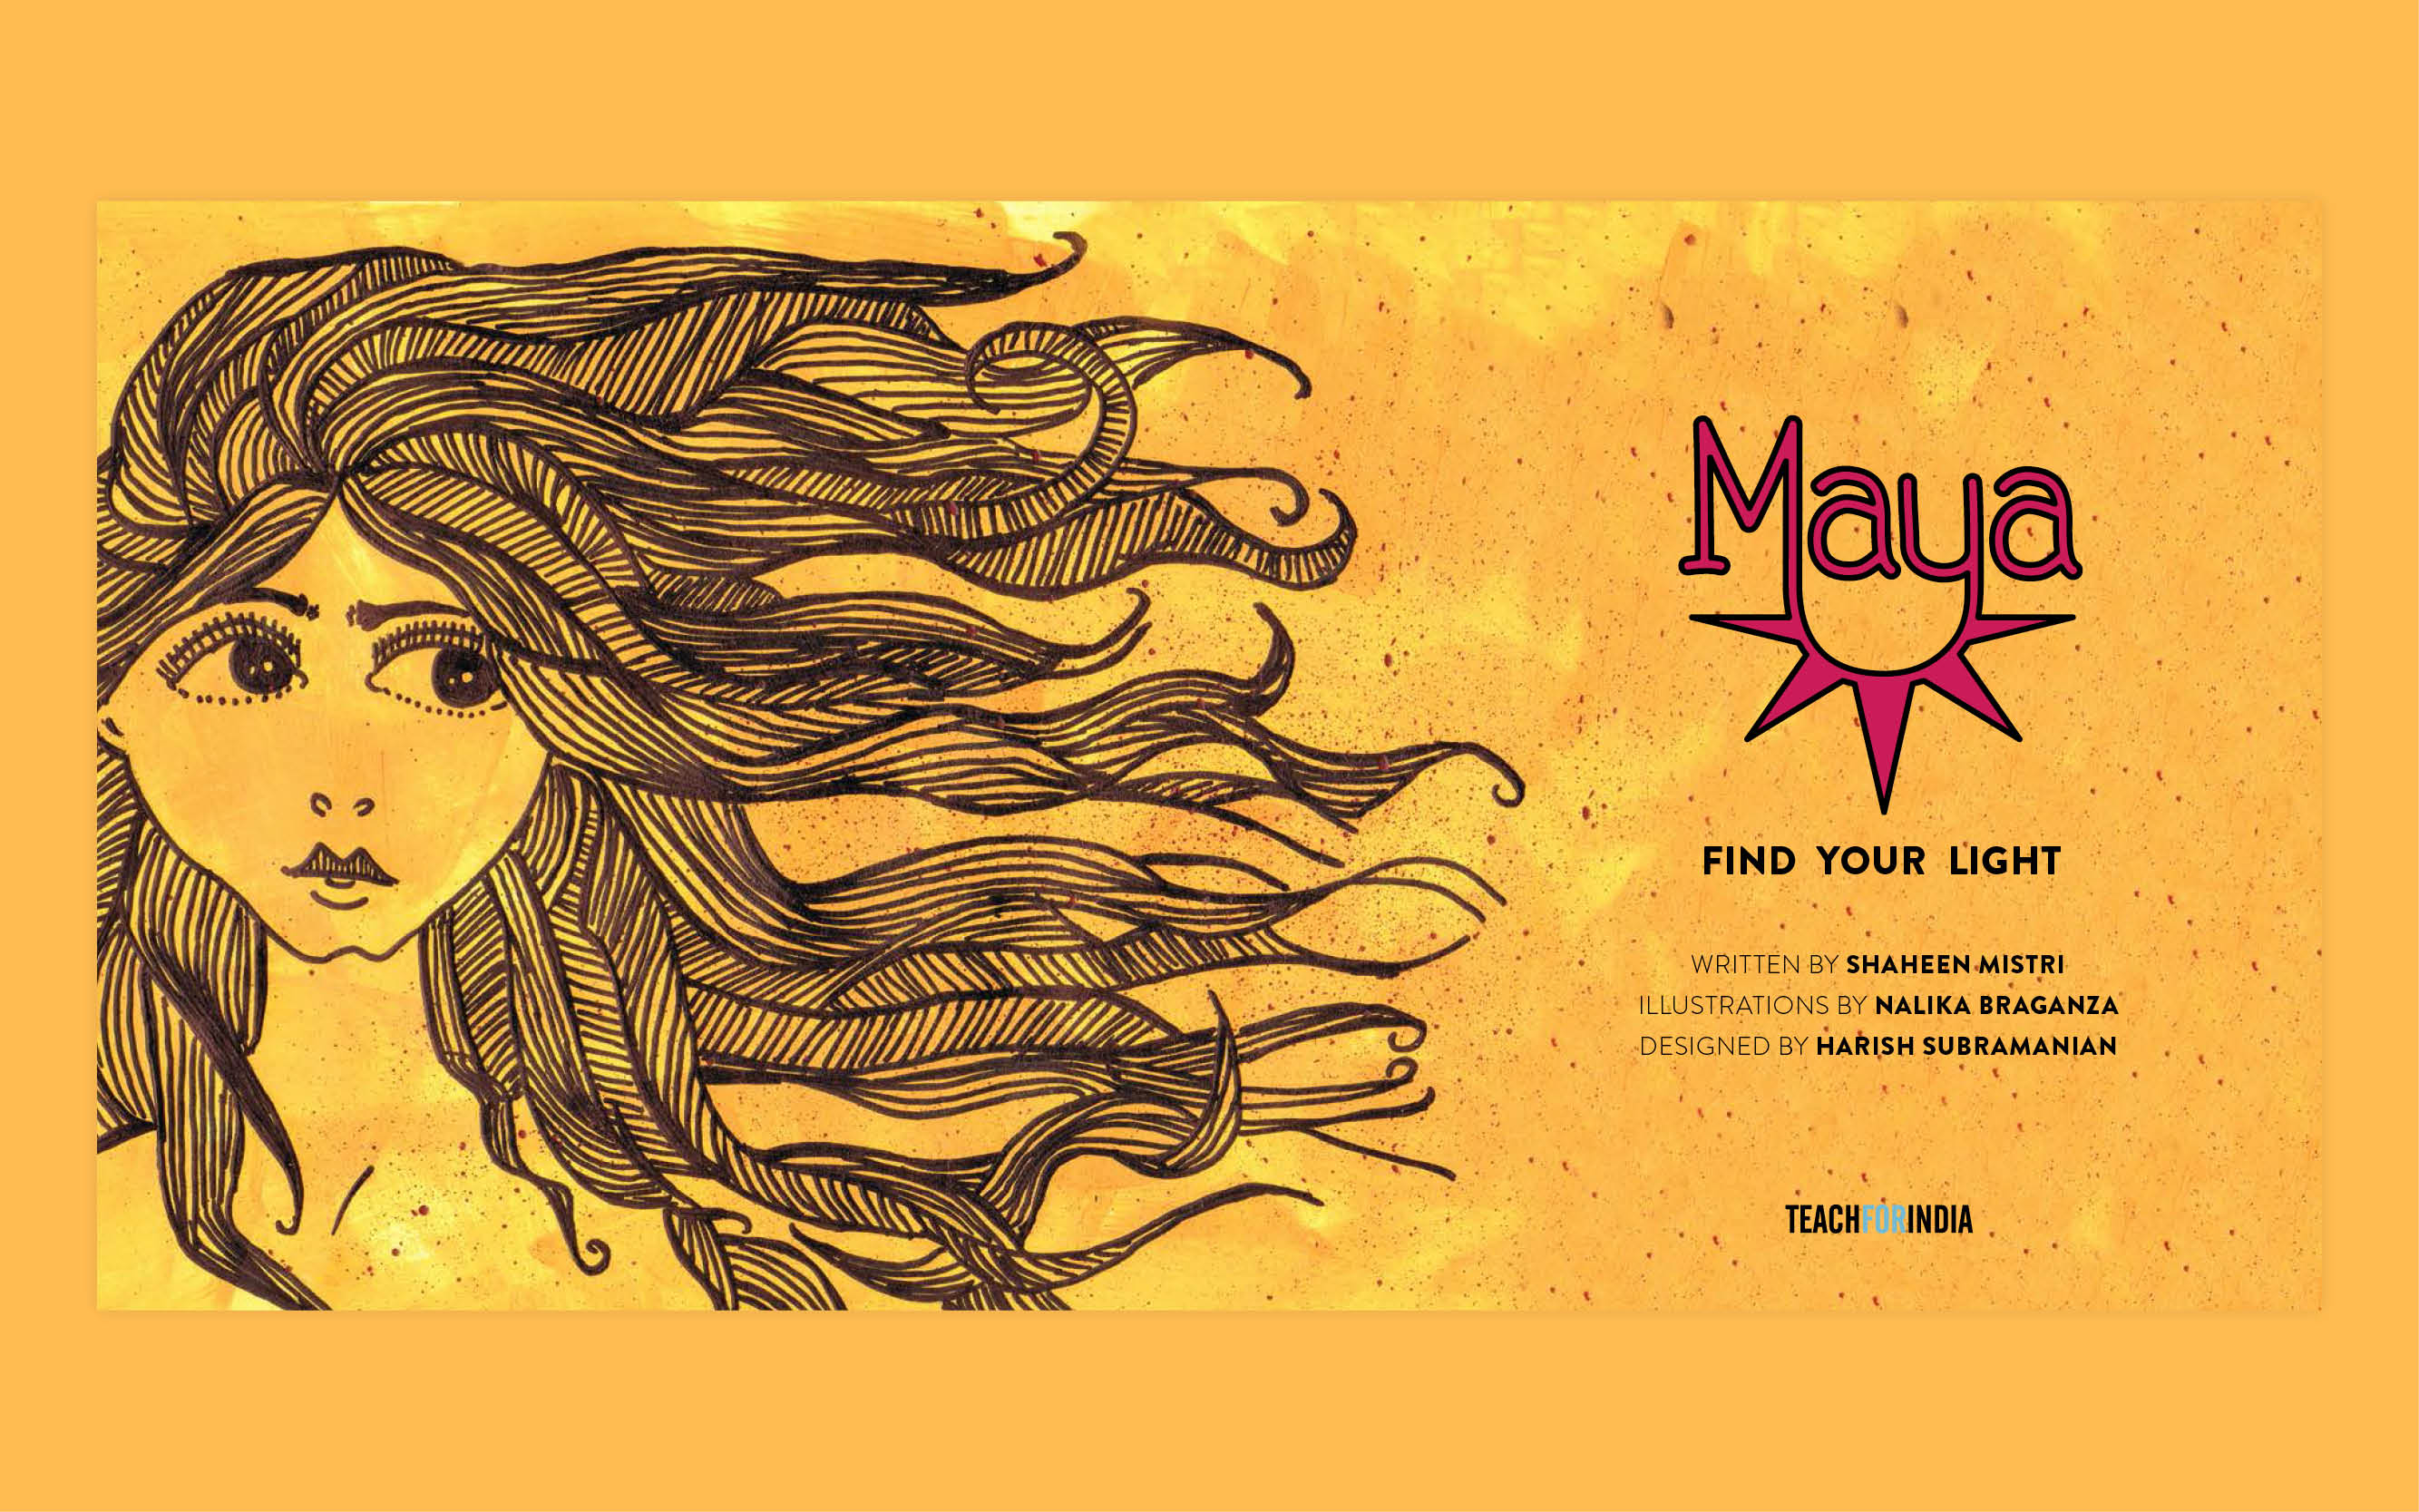 Maya
FIND YOUR LIGHT
WRITTEN BY SHAHEEN MISTRI
ILLUSTRATIONS BY NALIKA BRAGANZA
DESIGNED BY HARISH SUBRAMANIAN
TEACHFORINDIA